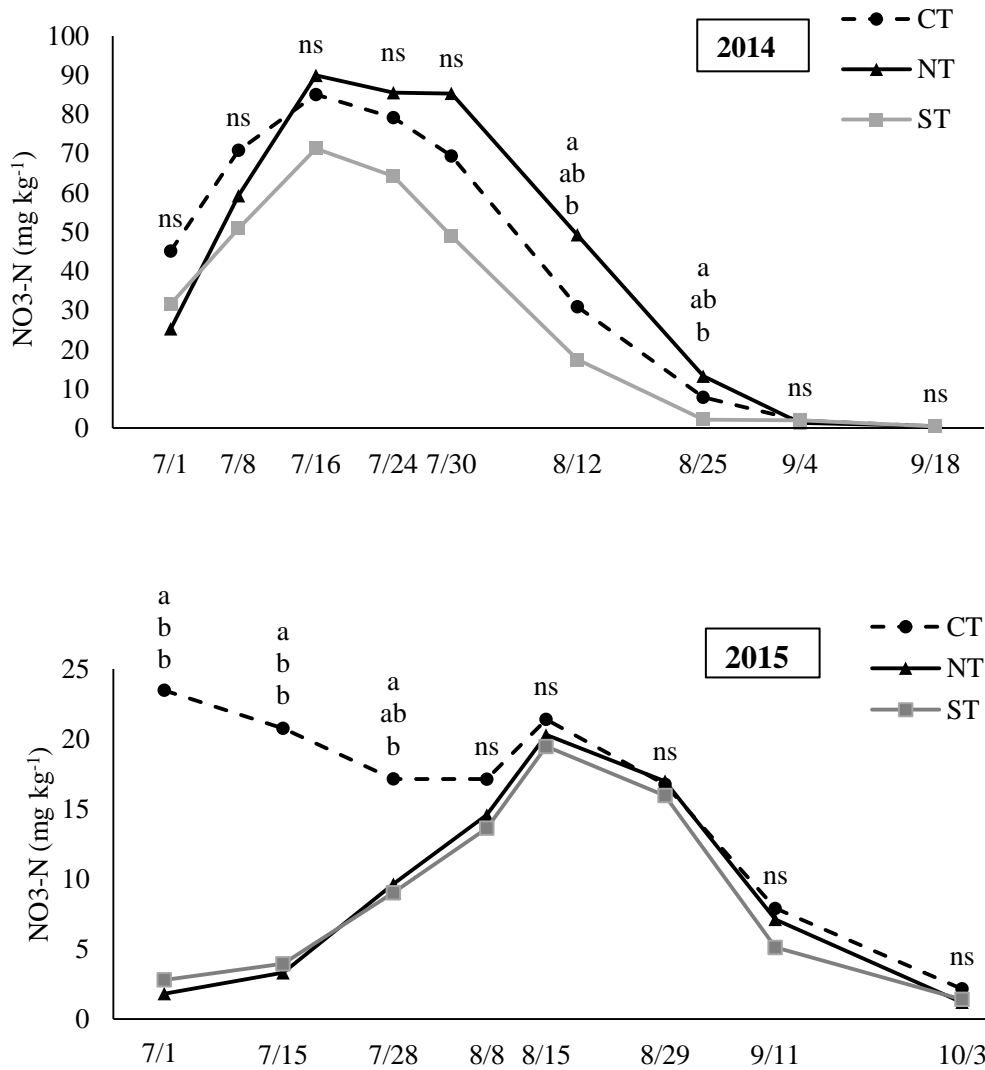 100
90
80
70
60
50
40
30
20
10
0
NO3-N (mg kg-1)
2014
CT
NT
ST
ns
ns
ns
ns
ns
a
ab
b
a
ab
b
ns
ns
7/1 7/8 7/16 7/24 7/30 8/12 8/25 9/4 9/18
25
20
15
10
5
0
NO3-N (mg kg-1)
2015
CT
NT
ST
a
b
b
a
b
b
a
ab
b
ns
ns
ns
ns
ns
7/1 7/15 7/28 8/8 8/15 8/29 9/11 10/3